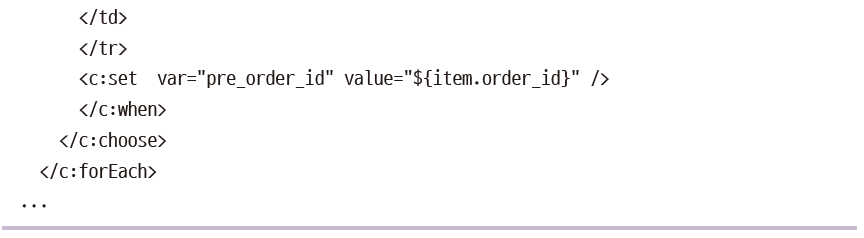 </td>
</tr>
<c:set  var="pre_order_id" value="${item.order_id}" />
</c:when>
</c:choose>
</c:forEach>
...